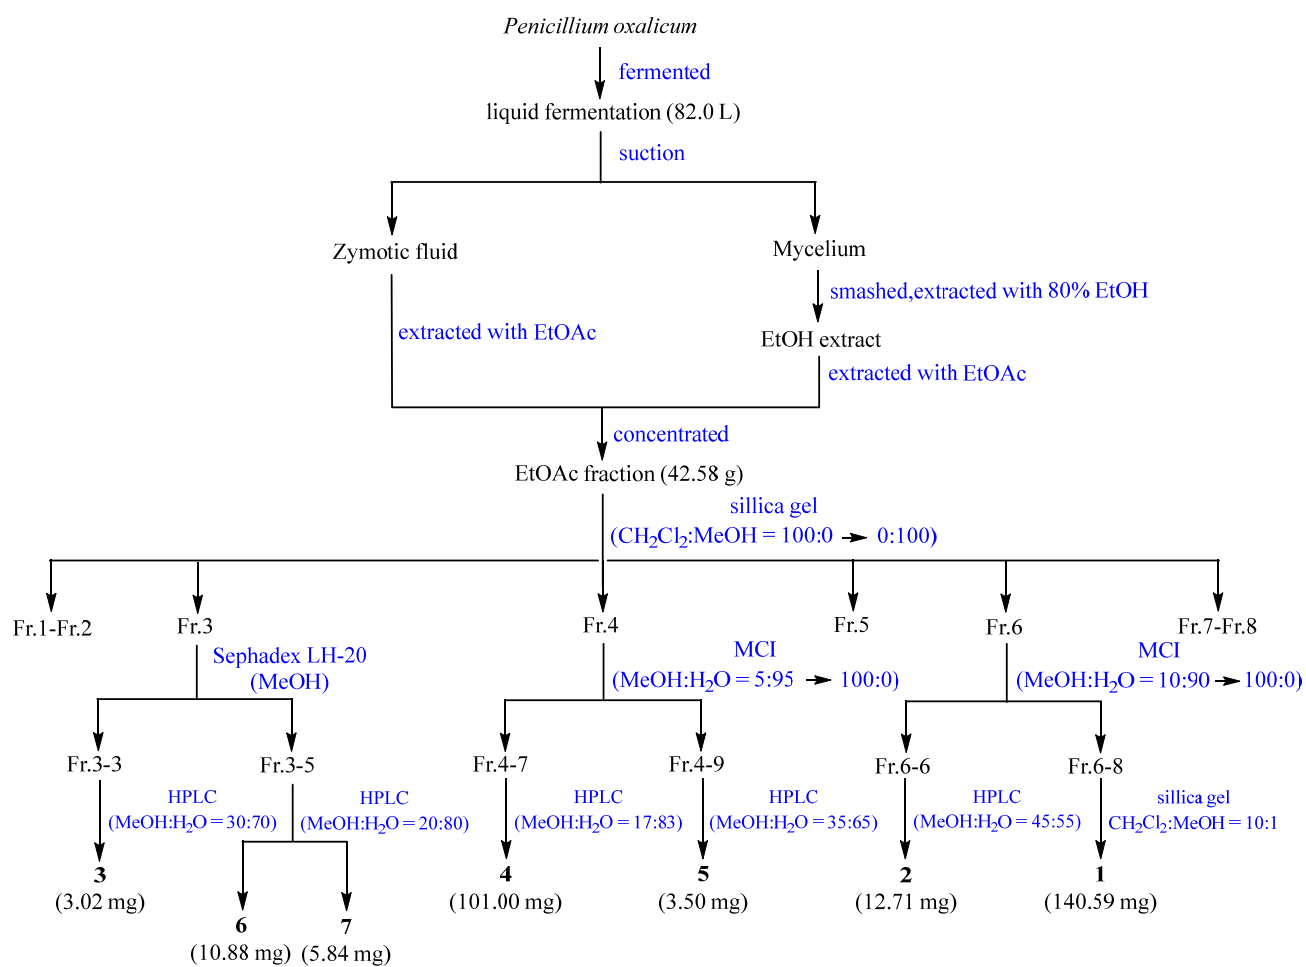 Penicillium oxalicum
fermented
liquid fermentation (82.0 L)
suction
Zymotic fluid
Mycelium
smashed,extracted with 80% EtOH
extracted with EtOAc
EtOH extract
extracted with EtOAc
concentrated
EtOAc fraction (42.58 g)
sillica gel
(CH2Cl2:MeOH = 100:0 → 0:100)
Fr.1-Fr.2
Fr.3
Fr.4
Fr.5
Fr.6
Fr.7-Fr.8
Sephadex LH-20
(MeOH)
MCI
(MeOH:H2O = 5:95 → 100:0)
MCI
(MeOH:H2O = 10:90 → 100:0)
Fr.3-3
Fr.3-5
Fr.4-7
Fr.4-9
Fr.6-6
Fr.6-8
HPLC
(MeOH:H2O = 30:70)
HPLC
(MeOH:H2O = 20:80)
HPLC
(MeOH:H2O = 17:83)
HPLC
(MeOH:H2O = 35:65)
HPLC
(MeOH:H2O = 45:55)
sillica gel
CH2Cl2:MeOH = 10:1
3
(3.02 mg)
4
(101.00 mg)
5
(3.50 mg)
2
(12.71 mg)
1
(140.59 mg)
6
(10.88 mg)
7
(5.84 mg)